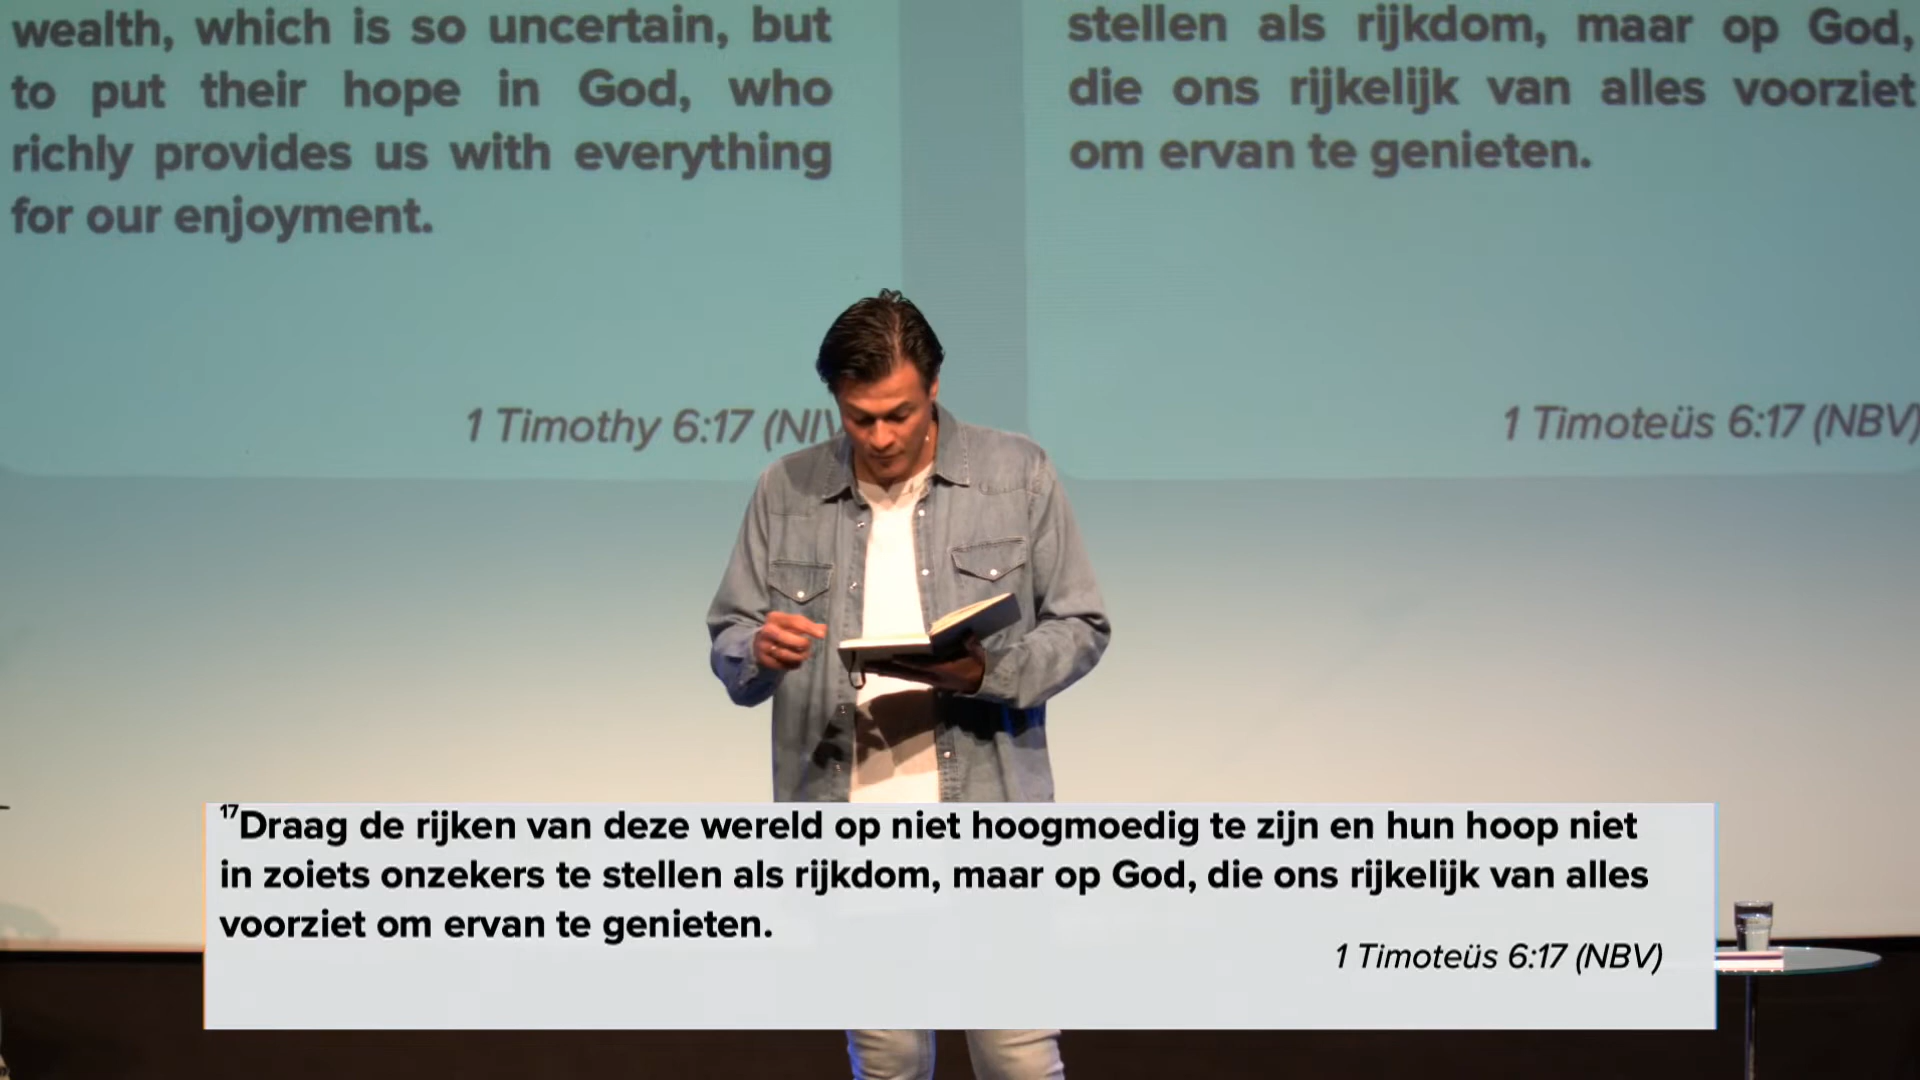 wealth, which is so uncertain, but
to put their hope in God, who
richly provides us with everything
for our enjoyment.
1 Timothy 6:17 (NIV
stellen als rijkdom, maar op God,
die ons rijkelijk van alles voorziet
om ervan te genieten.
1 Timoteüs 6:17 (NBV)
17Draag de rijken van deze wereld op niet hoogmoedig te zijn en hun hoop niet
in zoiets onzekers te stellen als rijkdom, maar op God, die ons rijkelijk van alles
voorziet om ervan te genieten.
1 Timoteüs 6:17 (NBV)